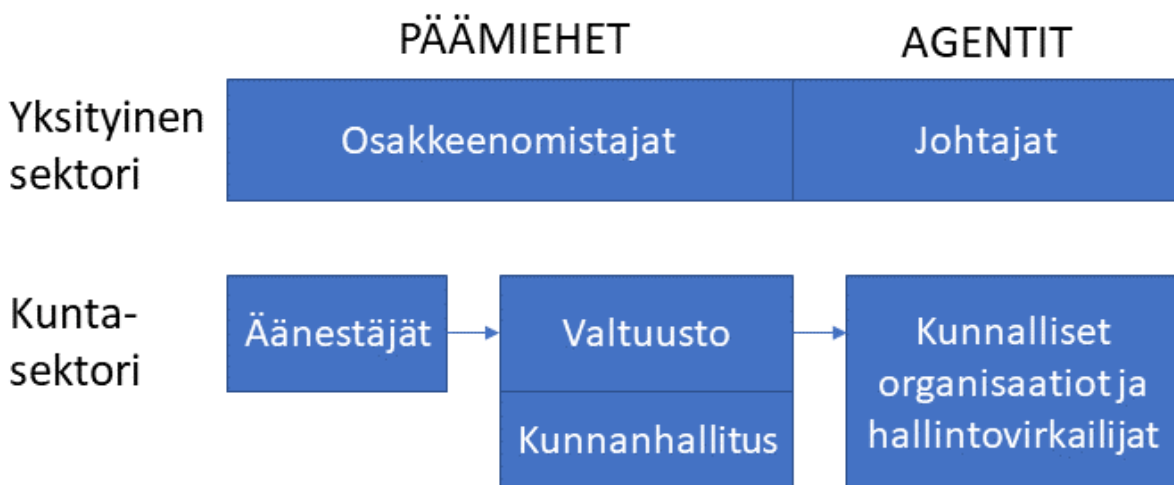 PÄÄMIEHET AGENTIT
Yksityinen
sektori
Osakkeenomistajat Johtajat
Kunta-
sektori
Äänestäjät Valtuusto
Kunnanhallitus
Kunnalliset
organisaatiot ja
hallintovirkailijat